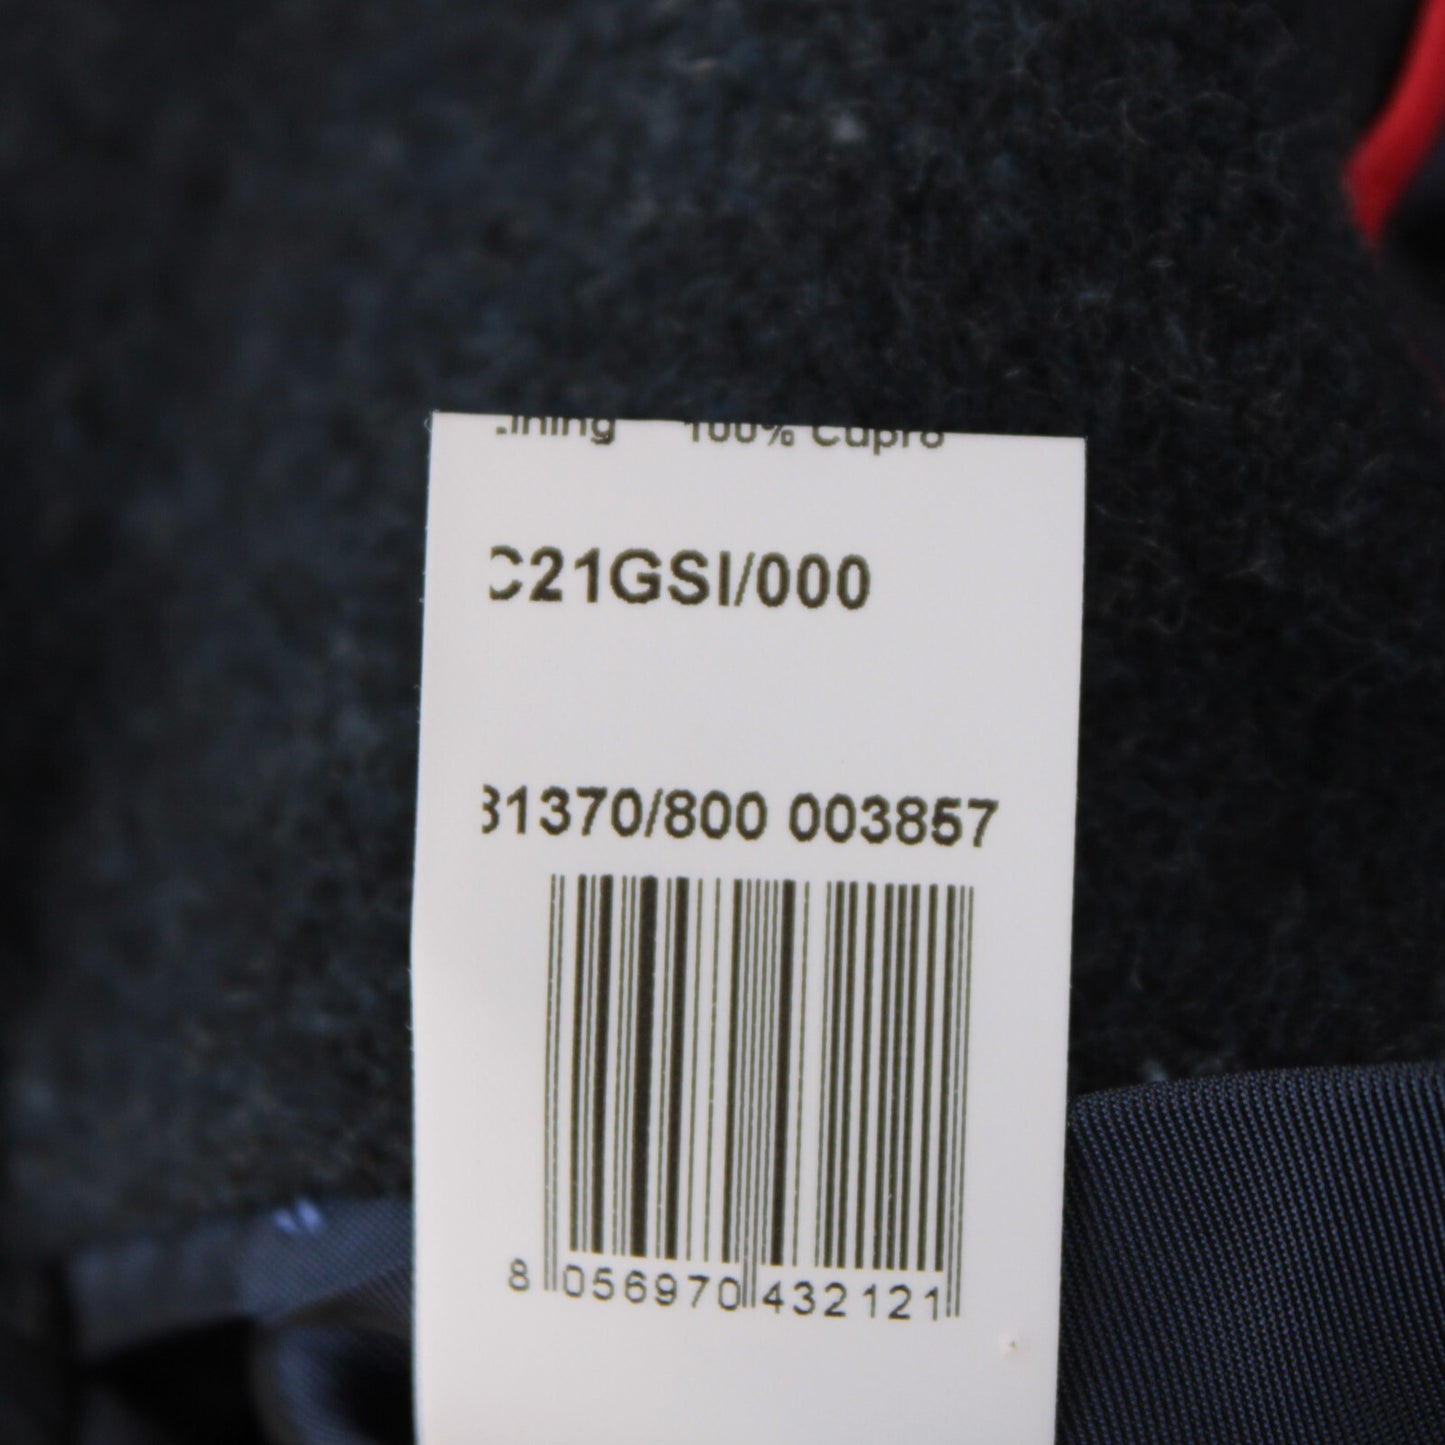 Lining 100% Cupro
C21GSI/000
31370/800 003857
8 056970 432121